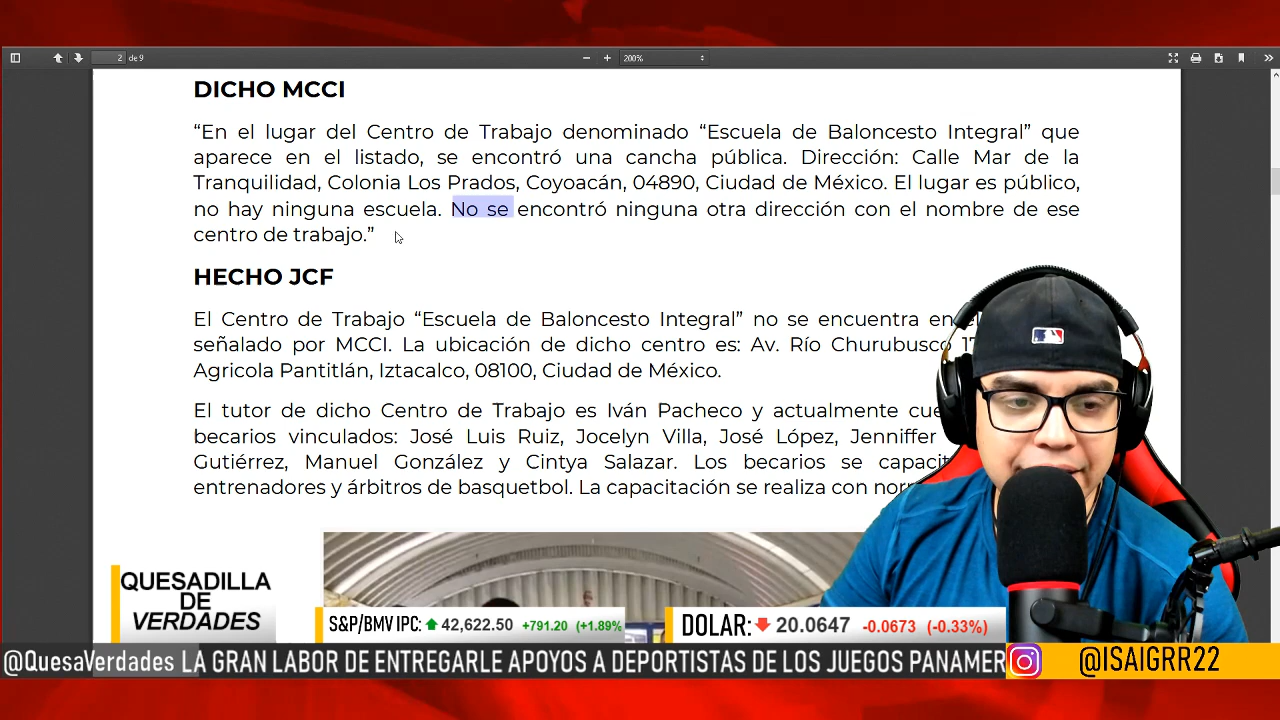 2 de 9
200%
DICHO MCCI
“En el lugar del Centro de Trabajo denominado “Escuela de Baloncesto Integral” que
aparece en el listado, se encontró una cancha pública. Dirección: Calle Mar de la
Tranquilidad, Colonia Los Prados, Coyoacán, 04890, Ciudad de México. El lugar es público,
no hay ninguna escuela. No se encontró ninguna otra dirección con el nombre de ese
centro de trabajo.”
HECHO JCF
El Centro de Trabajo “Escuela de Baloncesto Integral” no se encuentra en
señalado por MCCI. La ubicación de dicho centro es: Av. Río Churubusco
Agricola Pantitlán, Iztacalco, 08100, Ciudad de México.
El tutor de dicho Centro de Trabajo es Iván Pacheco y actualmente
becarios vinculados: José Luis Ruiz, Jocelyn Villa, José López, Jenniffer
Gutiérrez, Manuel González y Cintya Salazar. Los becarios se
entrenadores y árbitros de basquetbol. La capacitación se realiza con
QUESADILLA
DE
VERDADES
S&P/BMV IPC: 42,622.50 +791.20 (+1.89%)
DOLAR: 20.0647 -0.0673 (-0.33%)
@QuesaVerdades LA GRAN LABOR DE ENTREGARLE APOYOS A DEPORTISTAS DE LOS JUEGOS PANAMER
@ISAIGRR22